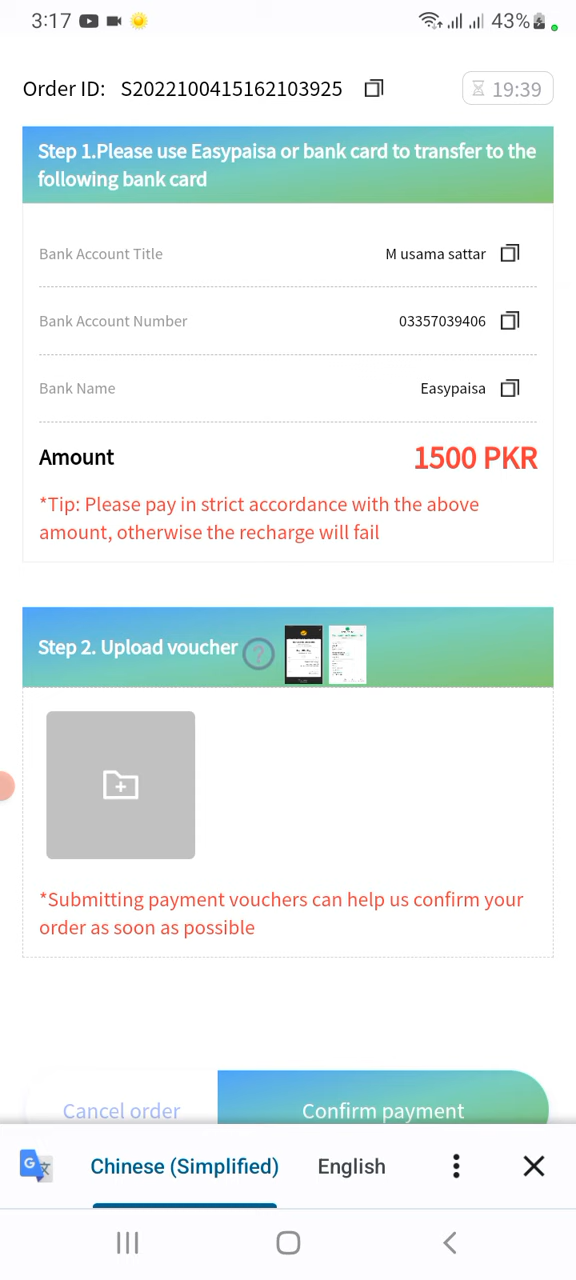 3:17 43%
Order ID: S2022100415162103925 19:39
Step 1.Please use Easypaisa or bank card to transfer to the
following bank card
Bank Account Title M usama sattar
Bank Account Number 03357039406
Bank Name Easypaisa
Amount 1500 PKR
*Tip: Please pay in strict accordance with the above
amount, otherwise the recharge will fail
Step 2. Upload voucher ?
*Submitting payment vouchers can help us confirm your
order as soon as possible
Cancel order Confirm payment
G 文 Chinese (Simplified) English